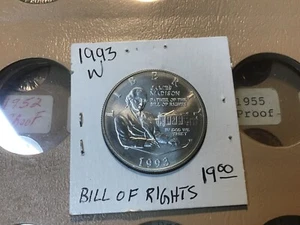 1993
W
LIBERTY
JAMES
MADISON
FATHER OF THE
BILL OF RIGHTS
1993
BILL OF RIGHTS
19.00
1952
Proof
1955
Proof